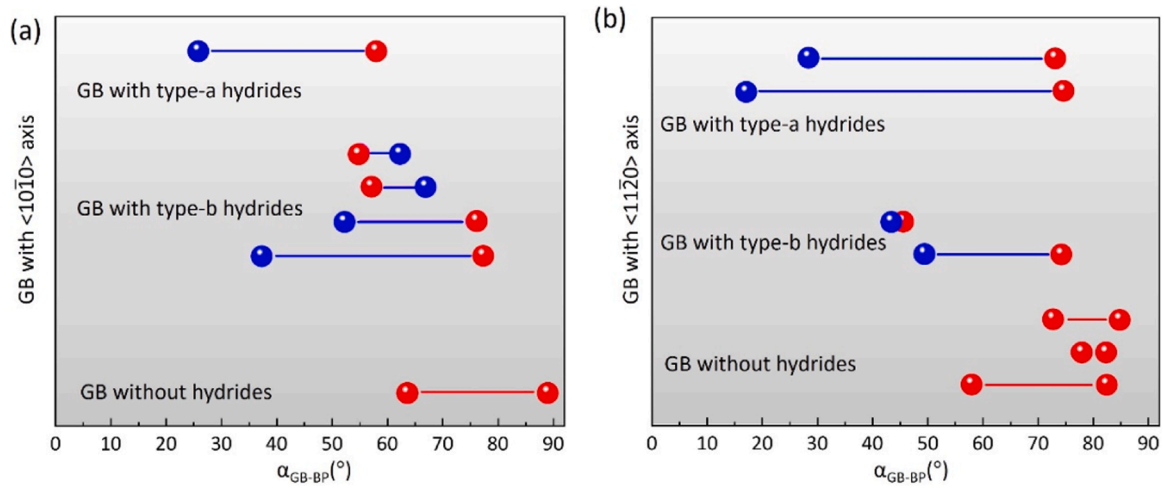 (a)
GB with <101̅0> axis
GB with type-a hydrides
GB with type-b hydrides
GB without hydrides
0 10 20 30 40 50 60 70 80 90
αGB-BP(°)
(b)
GB with <112̅0> axis
GB with type-a hydrides
GB with type-b hydrides
GB without hydrides
0 10 20 30 40 50 60 70 80 90
αGB-BP(°)